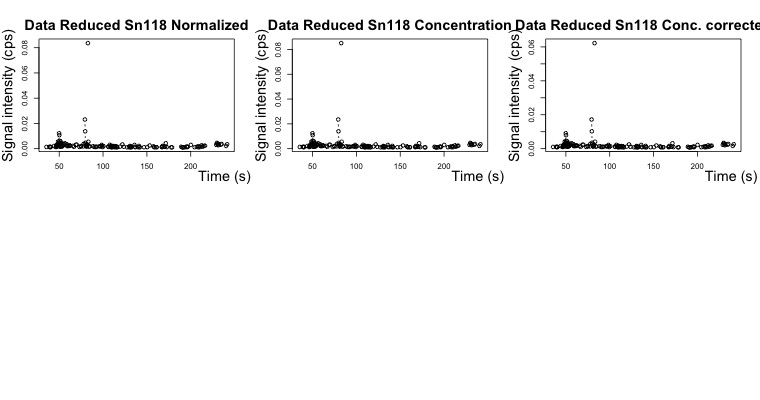 Data Reduced Sn118 Normalized
Signal intensity (cps)
0.00 0.02 0.04 0.06 0.08
50 100 150 200
Time (s)
Data Reduced Sn118 Concentration
Signal intensity (cps)
0.00 0.02 0.04 0.06 0.08
50 100 150 200
Time (s)
Data Reduced Sn118 Conc. correcte
Signal intensity (cps)
0.00 0.02 0.04 0.06
50 100 150 200
Time (s)